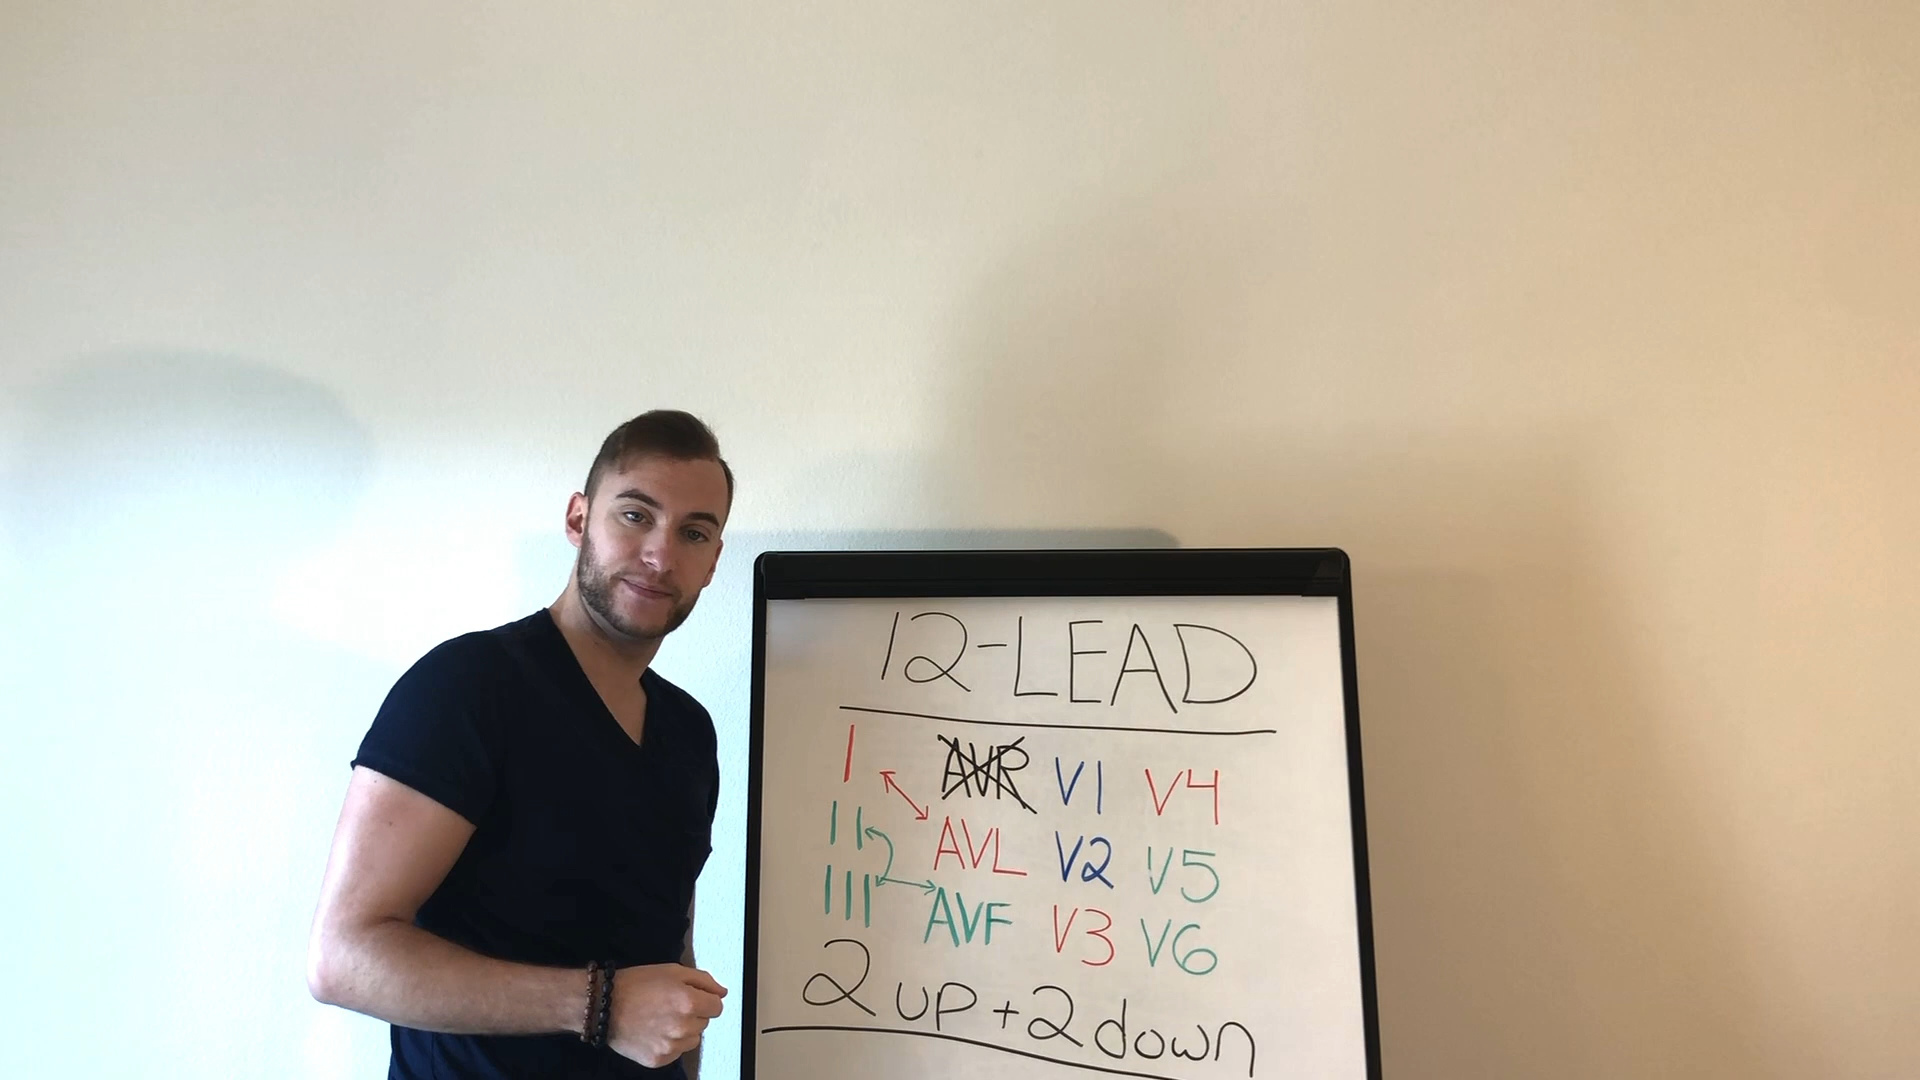 12-LEAD
I AVR V1 V4
II AVL V2 V5
III AVF V3 V6
2 up + 2 down